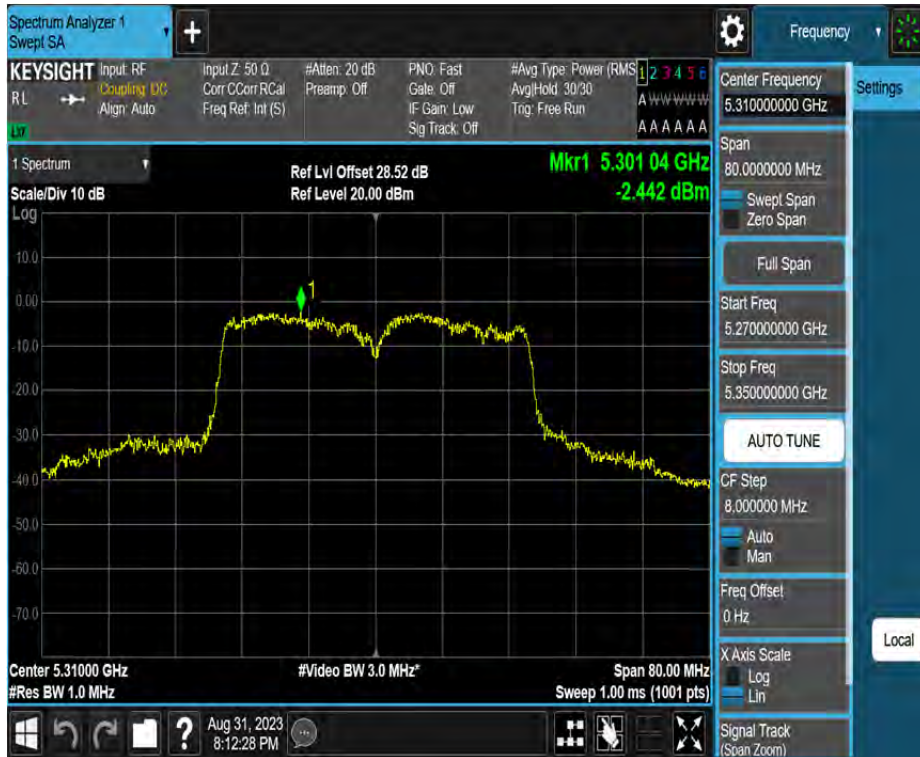 Spectrum Analyzer 1
Swept SA
Frequency
KEYSIGHT
RL
LXI
Input: RF
Coupling: DC
Align: Auto
Input Z: 50 Ω
Corr CCorr RCal
Freq Ref: Int (S)
#Atten: 20 dB
Preamp: Off
PNO: Fast
Gate: Off
IF Gain: Low
Sig Track: Off
#Avg Type: Power (RMS
Avg|Hold: 30/30
Trig: Free Run
1 2 3 4 5 6
A W W W W W
A A A A A A
1 Spectrum
Scale/Div 10 dB
Log
Ref Lvl Offset 28.52 dB
Ref Level 20.00 dBm
Mkr1 5.301 04 GHz
-2.442 dBm
10.0
0.00
-10.0
-20.0
-30.0
-40.0
-50.0
-60.0
-70.0
1
Center 5.31000 GHz
#Res BW 1.0 MHz
#Video BW 3.0 MHz*
Span 80.00 MHz
Sweep 1.00 ms (1001 pts)
Aug 31, 2023
8:12:28 PM
?
Center Frequency
5.310000000 GHz
Settings
Span
80.0000000 MHz
Swept Span
Zero Span
Full Span
Start Freq
5.270000000 GHz
Stop Freq
5.350000000 GHz
AUTO TUNE
CF Step
8.000000 MHz
Auto
Man
Freq Offset
0 Hz
X Axis Scale
Log
Lin
Local
Signal Track
(Span Zoom)